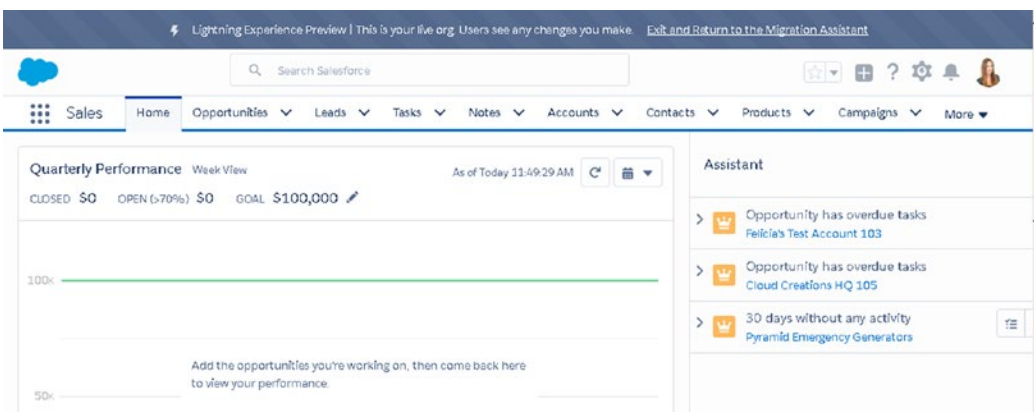 Lightning Experience Preview | This is your live org. Users see any changes you make. Exit and Return to the Migration Assistant
Search Salesforce
Sales Home Opportunities Leads Tasks Notes Accounts Contacts Products Campaigns More
Quarterly Performance Week View As of Today 11:49:29 AM
CLOSED $0 OPEN (>70%) $0 GOAL $100,000
100K
Add the opportunities you're working on, then come back here
to view your performance.
50K
Assistant
Opportunity has overdue tasks
Felicia's Test Account 103
Opportunity has overdue tasks
Cloud Creations HQ 105
30 days without any activity
Pyramid Emergency Generators